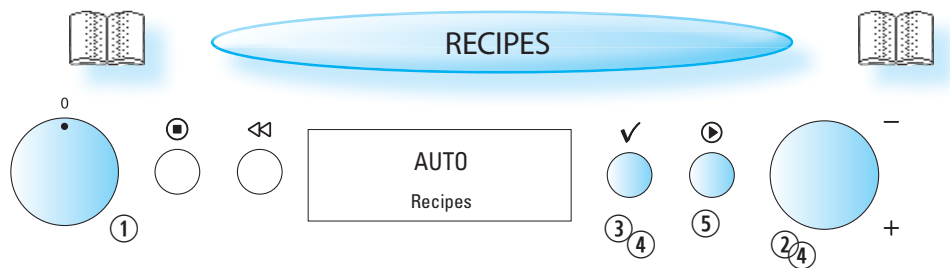 RECIPES
0
−
AUTO
Recipes
+
① ③ ④ ⑤ ② ④